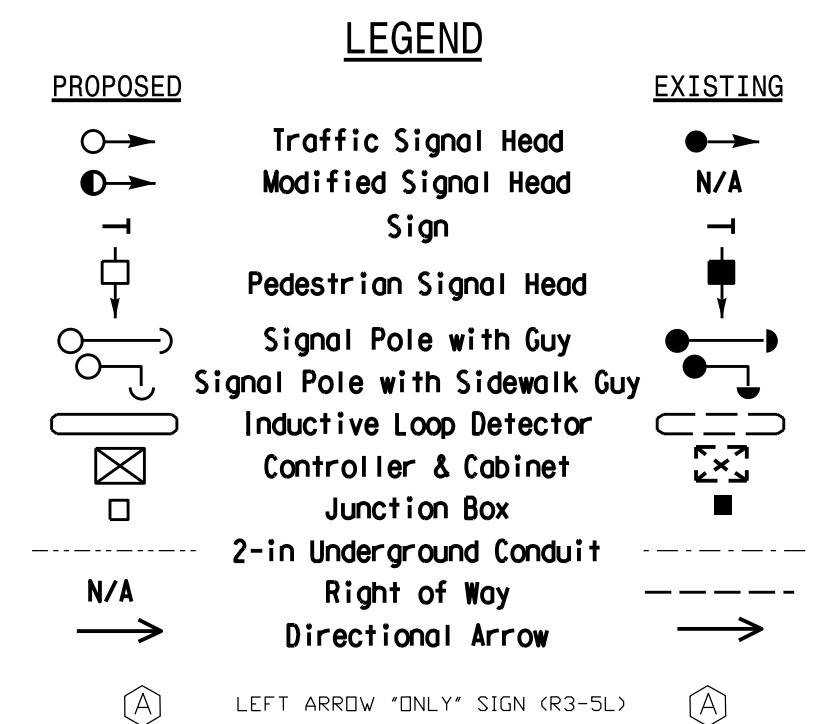 LEGEND
PROPOSED EXISTING
Traffic Signal Head
Modified Signal Head N/A
Sign
Pedestrian Signal Head
Signal Pole with Guy
Signal Pole with Sidewalk Guy
Inductive Loop Detector
Controller & Cabinet
Junction Box
2-in Underground Conduit
N/A Right of Way
Directional Arrow
A LEFT ARROW "ONLY" SIGN (R3-5L) A